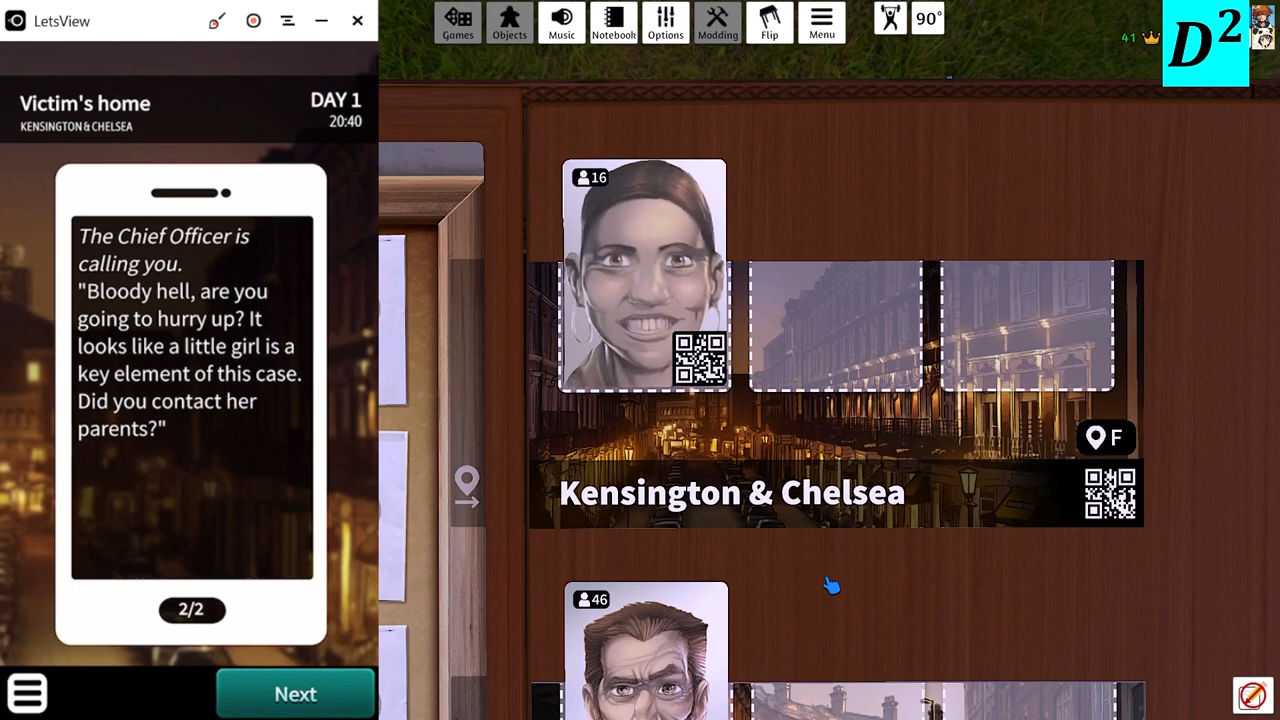 LetsView
Games
Objects
Music
Notebook
Options
Modding
Flip
Menu
90°
41
D²
Victim's home
KENSINGTON & CHELSEA
DAY 1
20:40
The Chief Officer is
calling you.
"Bloody hell, are you
going to hurry up? It
looks like a little girl is a
key element of this case.
Did you contact her
parents?"
2/2
Next
16
F
Kensington & Chelsea
46